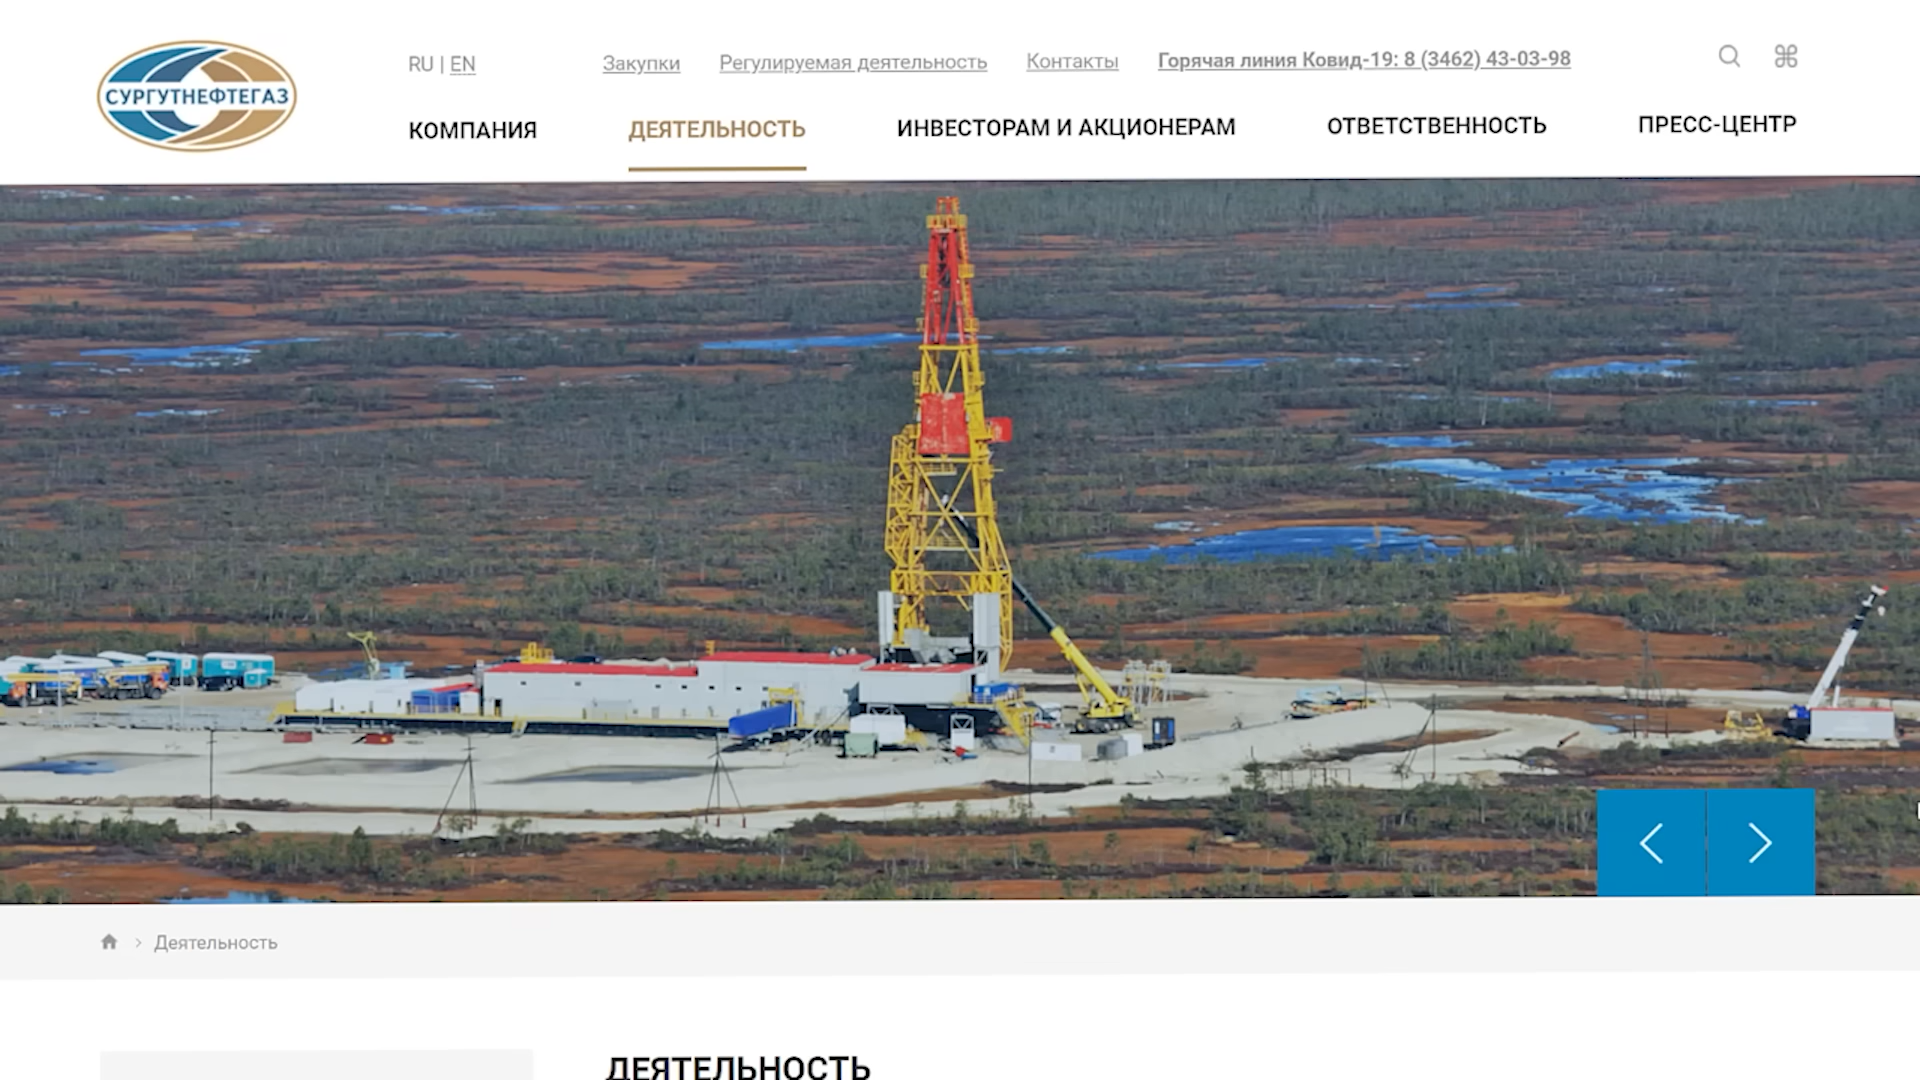 СУРГУТНЕФТЕГАЗ
RU | EN
Закупки
Регулируемая деятельность
Контакты
Горячая линия Ковид-19: 8 (3462) 43-03-98
КОМПАНИЯ
ДЕЯТЕЛЬНОСТЬ
ИНВЕСТОРАМ И АКЦИОНЕРАМ
ОТВЕТСТВЕННОСТЬ
ПРЕСС-ЦЕНТР
Деятельность
ДЕЯТЕЛЬНОСТЬ